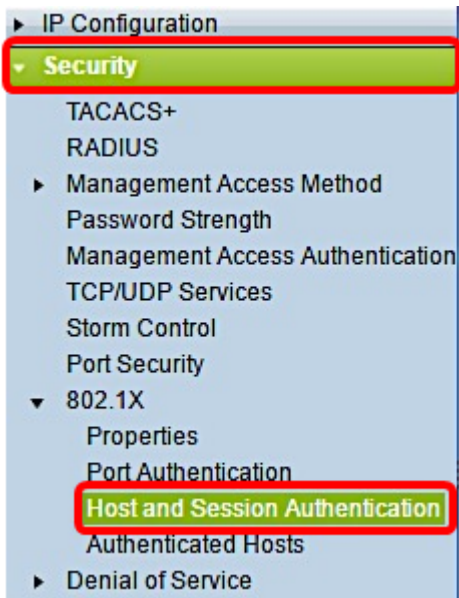 IP Configuration
Security
TACACS+
RADIUS
Management Access Method
Password Strength
Management Access Authentication
TCP/UDP Services
Storm Control
Port Security
802.1X
Properties
Port Authentication
Host and Session Authentication
Authenticated Hosts
Denial of Service